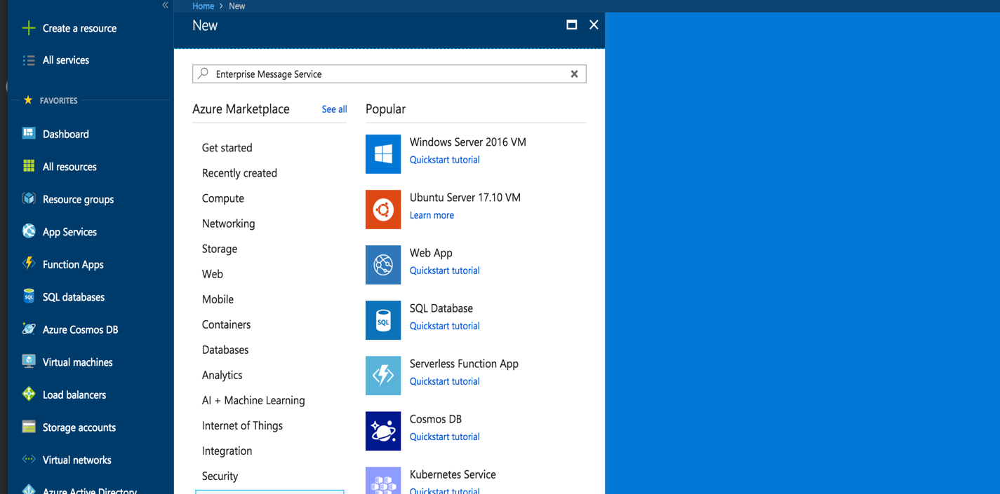 Home > New
Create a resource
All services
FAVORITES
Dashboard
All resources
Resource groups
App Services
Function Apps
SQL databases
Azure Cosmos DB
Virtual machines
Load balancers
Storage accounts
Virtual networks
Azure Active Directory
New
Enterprise Message Service
Azure Marketplace
See all
Get started
Recently created
Compute
Networking
Storage
Web
Mobile
Containers
Databases
Analytics
AI + Machine Learning
Internet of Things
Integration
Security
Popular
Windows Server 2016 VM
Quickstart tutorial
Ubuntu Server 17.10 VM
Learn more
Web App
Quickstart tutorial
SQL
SQL Database
Quickstart tutorial
Serverless Function App
Quickstart tutorial
Cosmos DB
Quickstart tutorial
Kubernetes Service
Quickstart tutorial